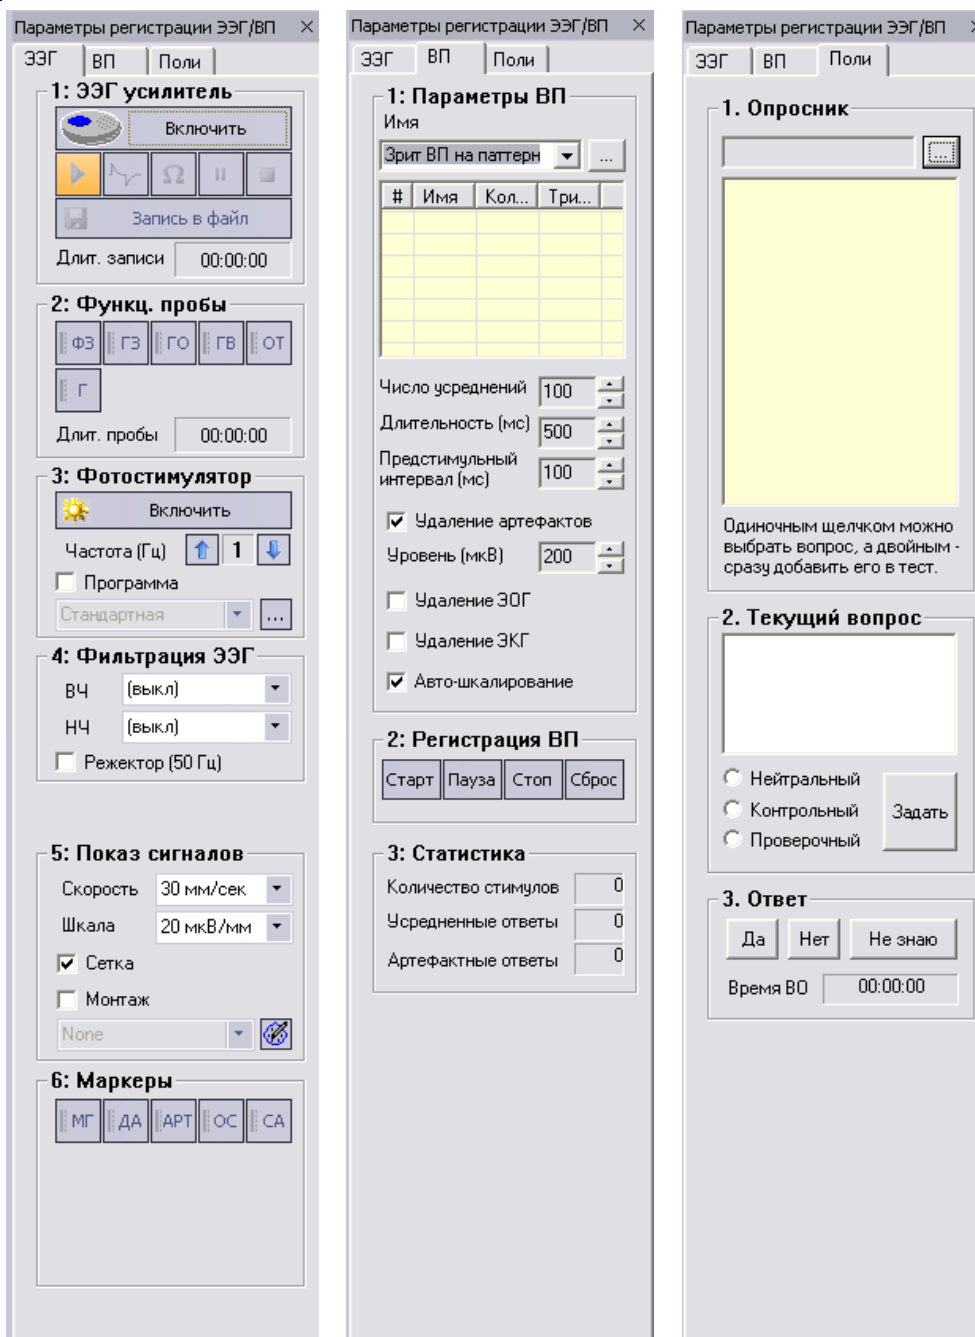 Параметры регистрации ЭЭГ/ВП
ЭЭГ ВП Поли
1: ЭЭГ усилитель
Включить
Ω
Запись в файл
Длит. записи 00:00:00
2: Функц. пробы
ФЗ ГЗ ГО ГВ ОТ
Г
Длит. пробы 00:00:00
3: Фотостимулятор
Включить
Частота (Гц) 1
Программа
Стандартная ...
4: Фильтрация ЭЭГ
ВЧ (выкл)
НЧ (выкл)
Режектор (50 Гц)
5: Показ сигналов
Скорость 30 мм/сек
Шкала 20 мкВ/мм
Сетка
Монтаж
None
6: Маркеры
МГ ДА АРТ ОС СА
Параметры регистрации ЭЭГ/ВП
ЭЭГ ВП Поли
1: Параметры ВП
Имя
Зрит ВП на паттерн ...
# Имя Кол... Три...
Число усреднений 100
Длительность (мс) 500
Предстимульный
интервал (мс) 100
Удаление артефактов
Уровень (мкВ) 200
Удаление ЭОГ
Удаление ЭКГ
Авто-шкалирование
2: Регистрация ВП
Старт Пауза Стоп Сброс
3: Статистика
Количество стимулов 0
Усредненные ответы 0
Артефактные ответы 0
Параметры регистрации ЭЭГ/ВП
ЭЭГ ВП Поли
1. Опросник
...
Одиночным щелчком можно
выбрать вопрос, а двойным -
сразу добавить его в тест.
2. Текущий вопрос
Нейтральный
Контрольный
Проверочный
Задать
3. Ответ
Да Нет Не знаю
Время ВО 00:00:00